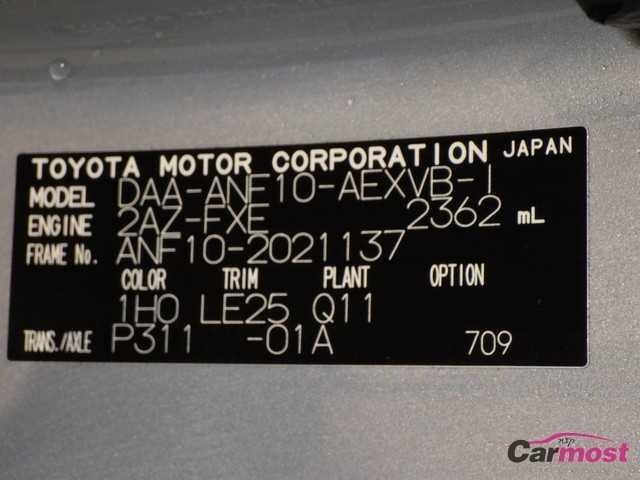 TOYOTA MOTOR CORPORATION JAPAN
MODEL DAA-ANF10-AEXVB-I
ENGINE 2AZ-FXE 2362 mL
FRAME No. ANF10-2021137
COLOR TRIM PLANT OPTION
1H0 LE25 Q11
TRANS./AXLE P311 -01A 709
Carmost